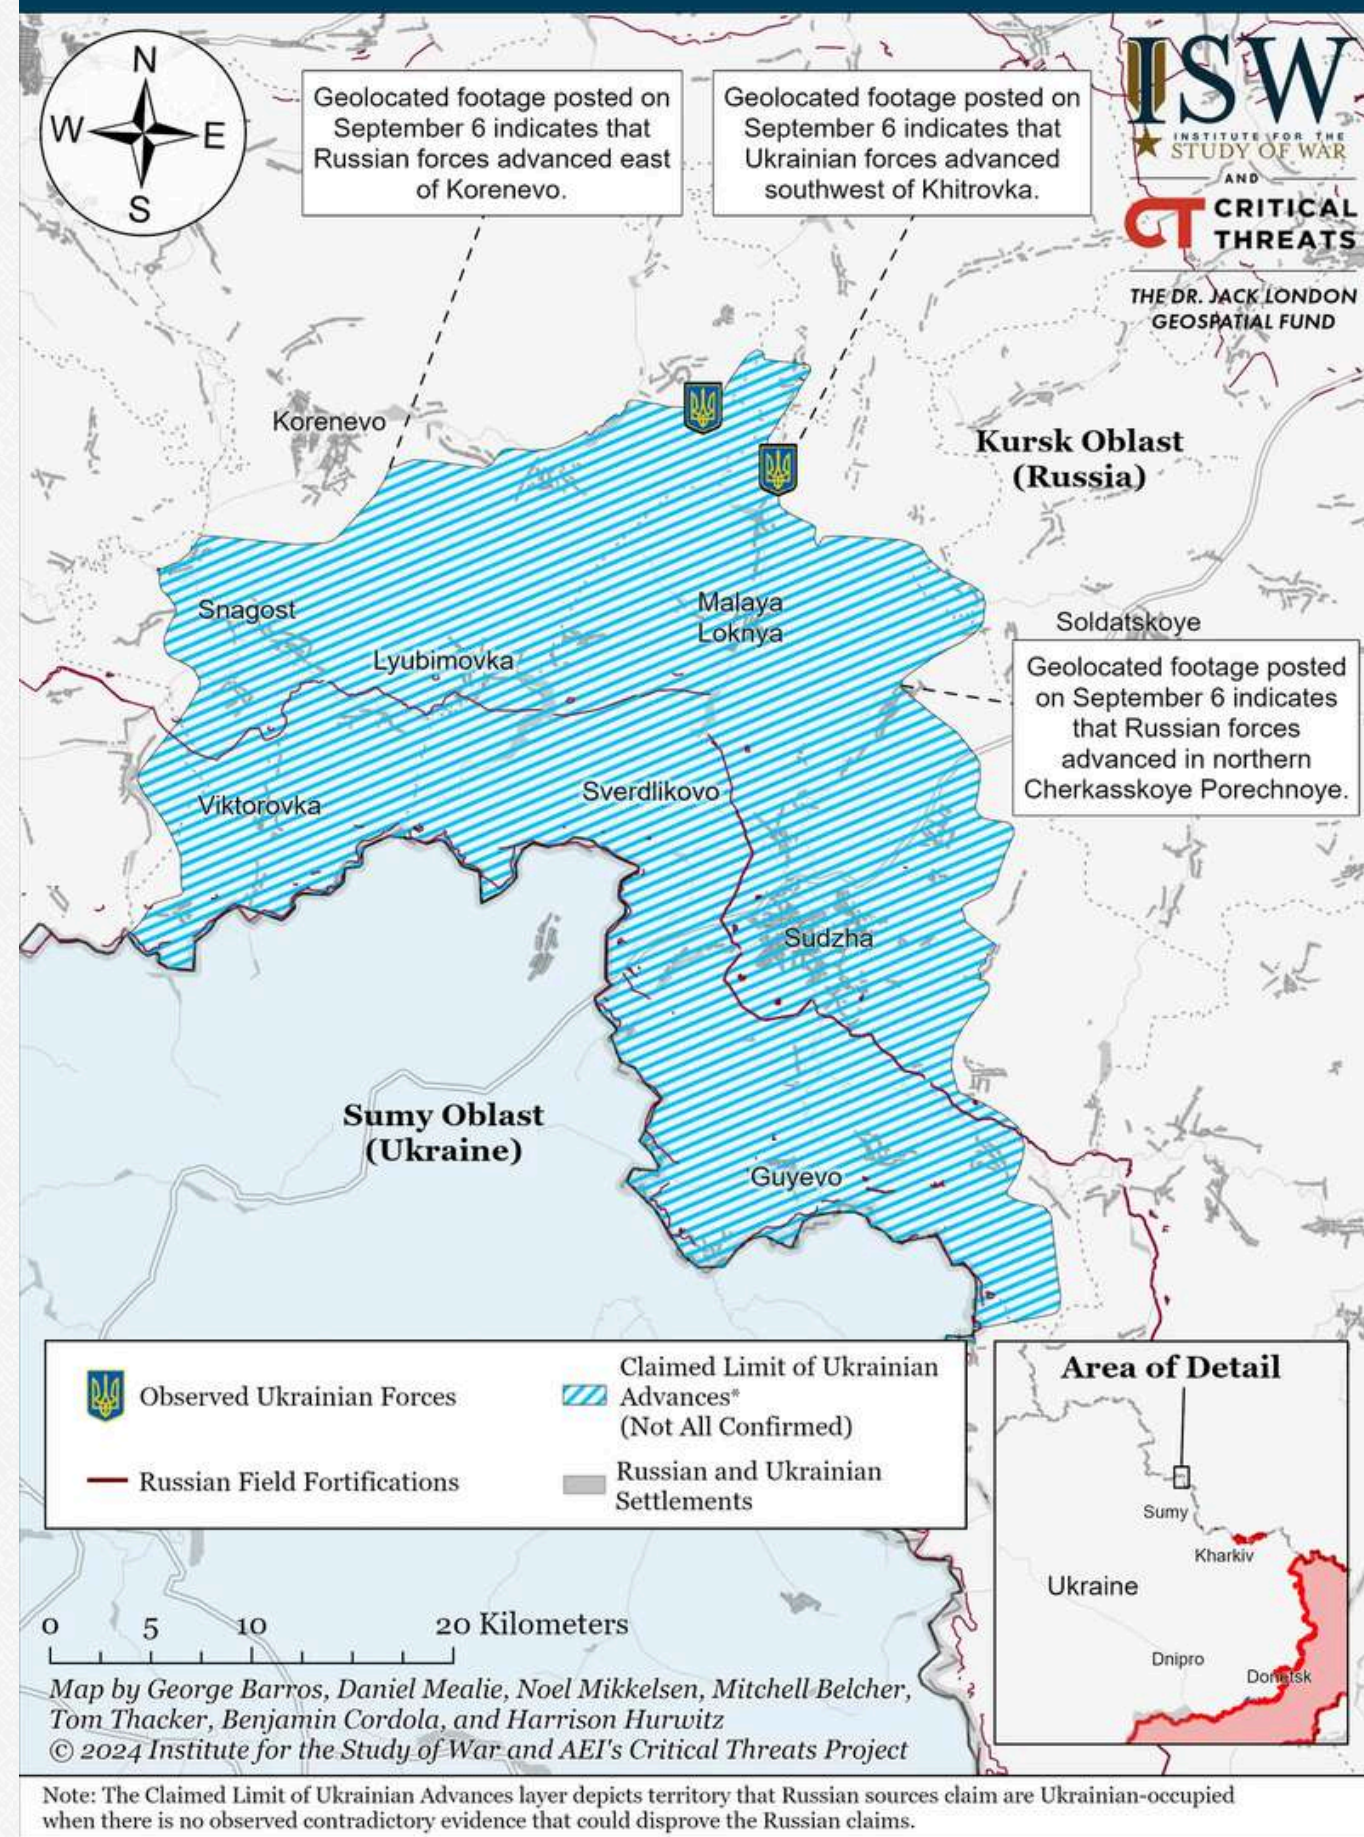 N
W
E
S
Geolocated footage posted on
September 6 indicates that
Russian forces advanced east
of Korenevo.
Geolocated footage posted on
September 6 indicates that
Ukrainian forces advanced
southwest of Khitrovka.
ISW
INSTITUTE FOR THE
STUDY OF WAR
AND
CT CRITICAL
THREATS
THE DR. JACK LONDON
GEOSPATIAL FUND
Korenevo
Kursk Oblast
(Russia)
Snagost
Malaya
Loknya
Soldatskoye
Lyubimovka
Geolocated footage posted
on September 6 indicates
that Russian forces
advanced in northern
Cherkasskoye Porechnoye.
Viktorovka
Sverdlikovo
Sudzha
Sumy Oblast
(Ukraine)
Guyevo
Observed Ukrainian Forces
Claimed Limit of Ukrainian
Advances*
(Not All Confirmed)
Russian Field Fortifications
Russian and Ukrainian
Settlements
Area of Detail
Sumy
Kharkiv
Ukraine
Dnipro
Donetsk
0 5 10 20 Kilometers
Map by George Barros, Daniel Mealie, Noel Mikkelsen, Mitchell Belcher,
Tom Thacker, Benjamin Cordola, and Harrison Hurwitz
© 2024 Institute for the Study of War and AEI's Critical Threats Project
Note: The Claimed Limit of Ukrainian Advances layer depicts territory that Russian sources claim are Ukrainian-occupied
when there is no observed contradictory evidence that could disprove the Russian claims.